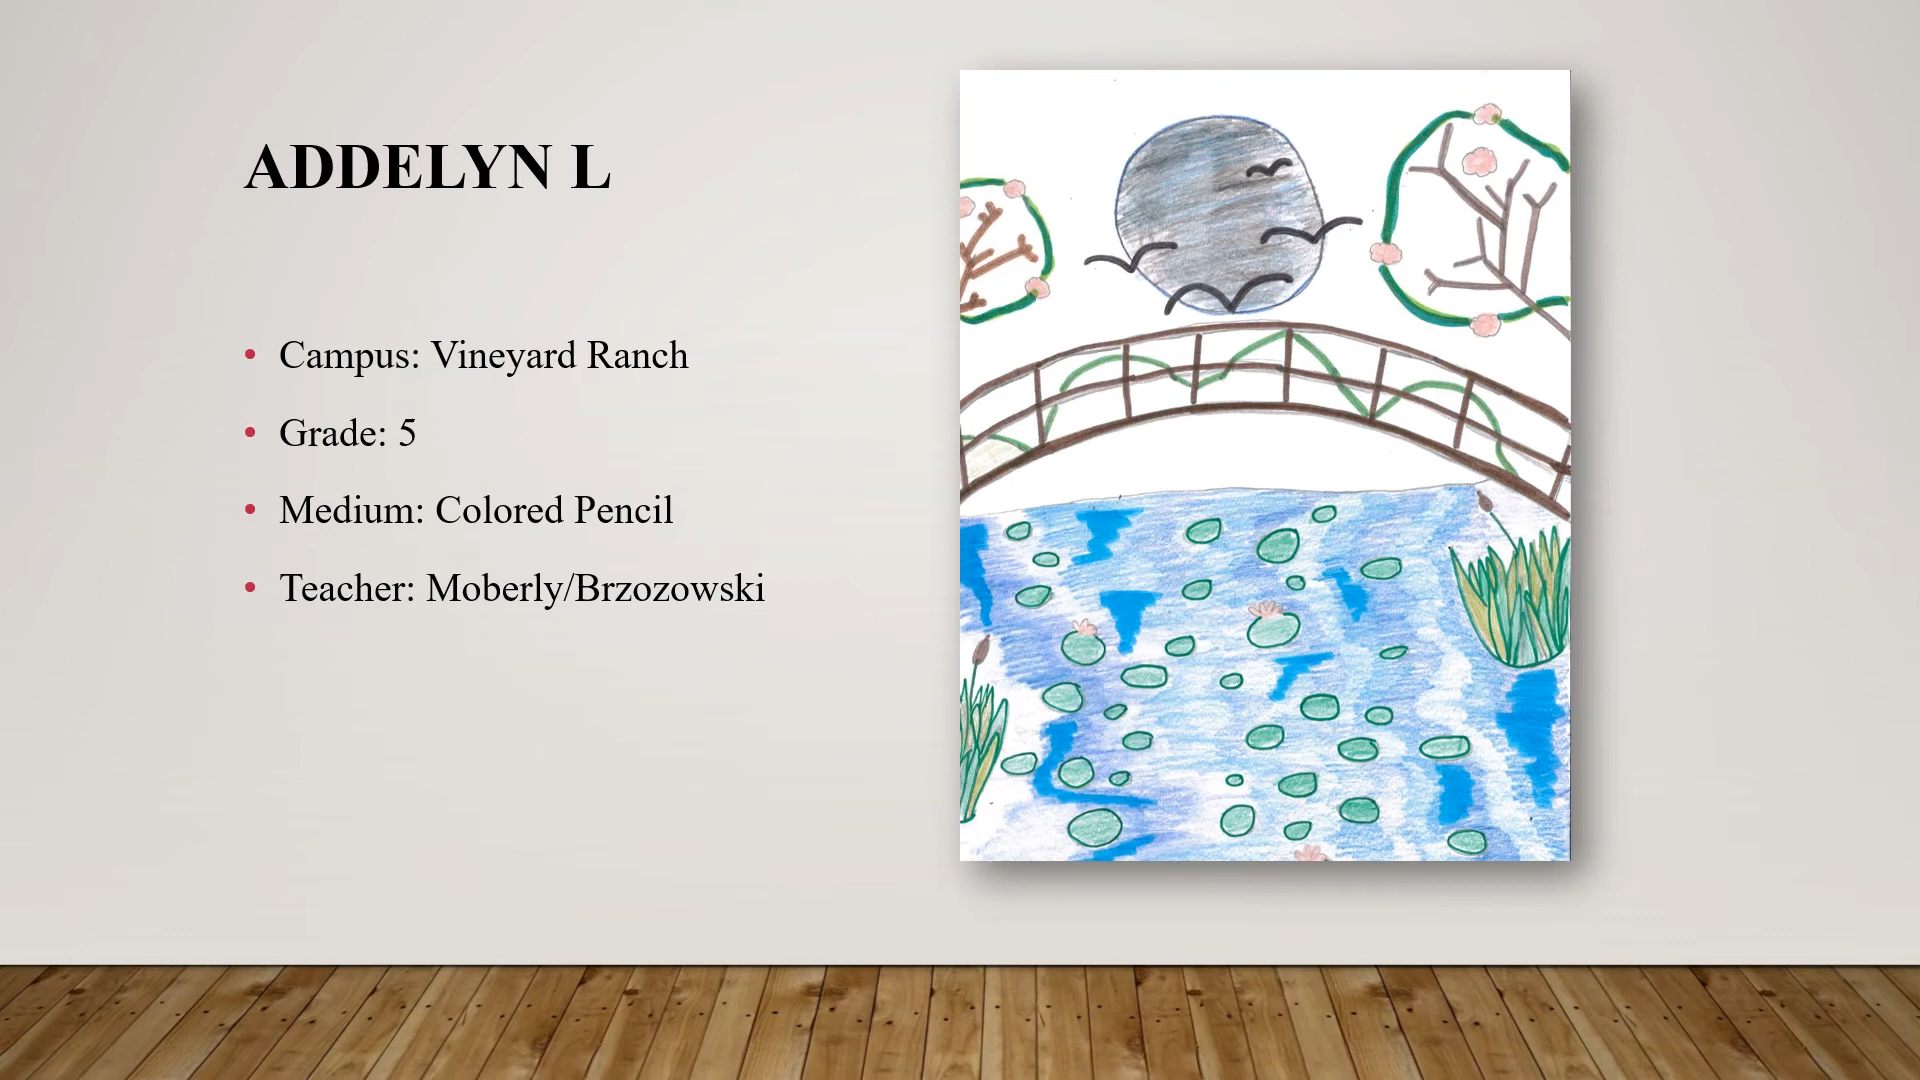 ADDELYN L
• Campus: Vineyard Ranch
• Grade: 5
• Medium: Colored Pencil
• Teacher: Moberly/Brzozowski